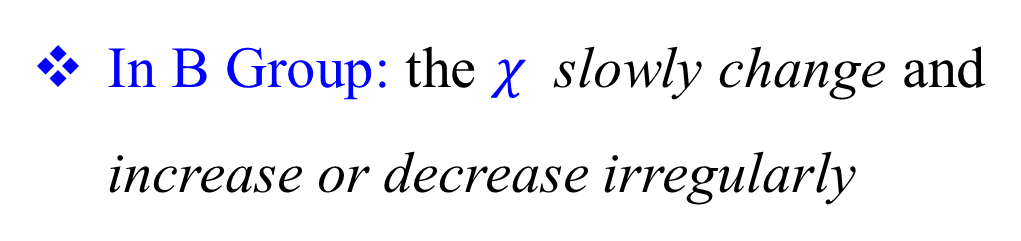 ❖ In B Group: the χ slowly change and
increase or decrease irregularly